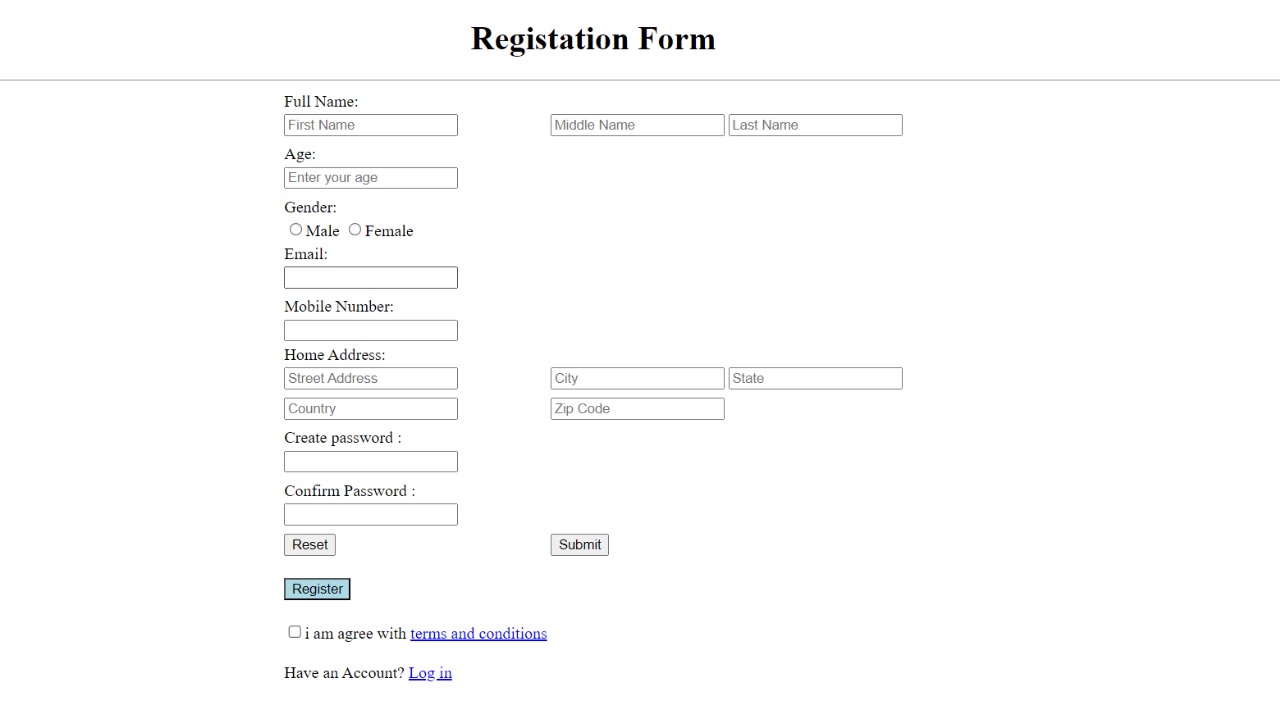 Registation Form
Full Name:
First Name Middle Name Last Name
Age:
Enter your age
Gender:
Male Female
Email:
Mobile Number:
Home Address:
Street Address City State
Country Zip Code
Create password :
Confirm Password :
Reset Submit
Register
i am agree with terms and conditions
Have an Account? Log in